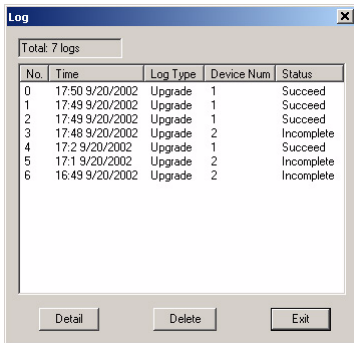 Log
Total: 7 logs
No. Time Log Type Device Num Status
0 17:50 9/20/2002 Upgrade 1 Succeed
1 17:49 9/20/2002 Upgrade 1 Succeed
2 17:49 9/20/2002 Upgrade 1 Succeed
3 17:48 9/20/2002 Upgrade 2 Incomplete
4 17:2 9/20/2002 Upgrade 1 Succeed
5 17:1 9/20/2002 Upgrade 2 Incomplete
6 16:49 9/20/2002 Upgrade 2 Incomplete
Detail Delete Exit